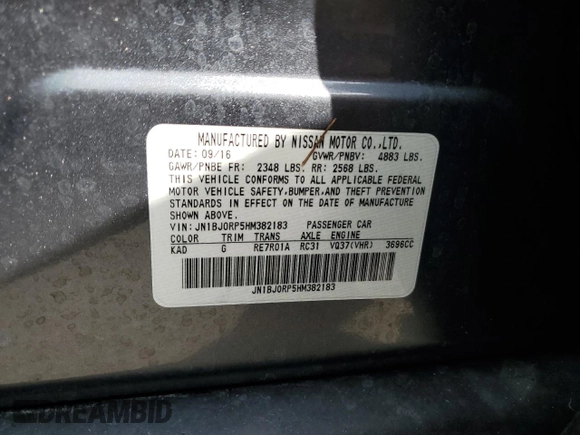 MANUFACTURED BY NISSAN MOTOR CO.,LTD.
DATE: 09/16 GVWR/PNBV: 4883 LBS.
GAWR/PNBE FR: 2348 LBS. RR: 2568 LBS.
THIS VEHICLE CONFORMS TO ALL APPLICABLE FEDERAL
MOTOR VEHICLE SAFETY,BUMPER,AND THEFT PREVENTION
STANDARDS IN EFFECT ON THE DATE OF MANUFACTURE
SHOWN ABOVE.
VIN: JN1BJ0RP5HM382183 PASSENGER CAR
COLOR TRIM TRANS AXLE ENGINE
KAD G RE7R01A RC31 VQ37(VHR) 3696CC
JN1BJ0RP5HM382183
DREAMBID